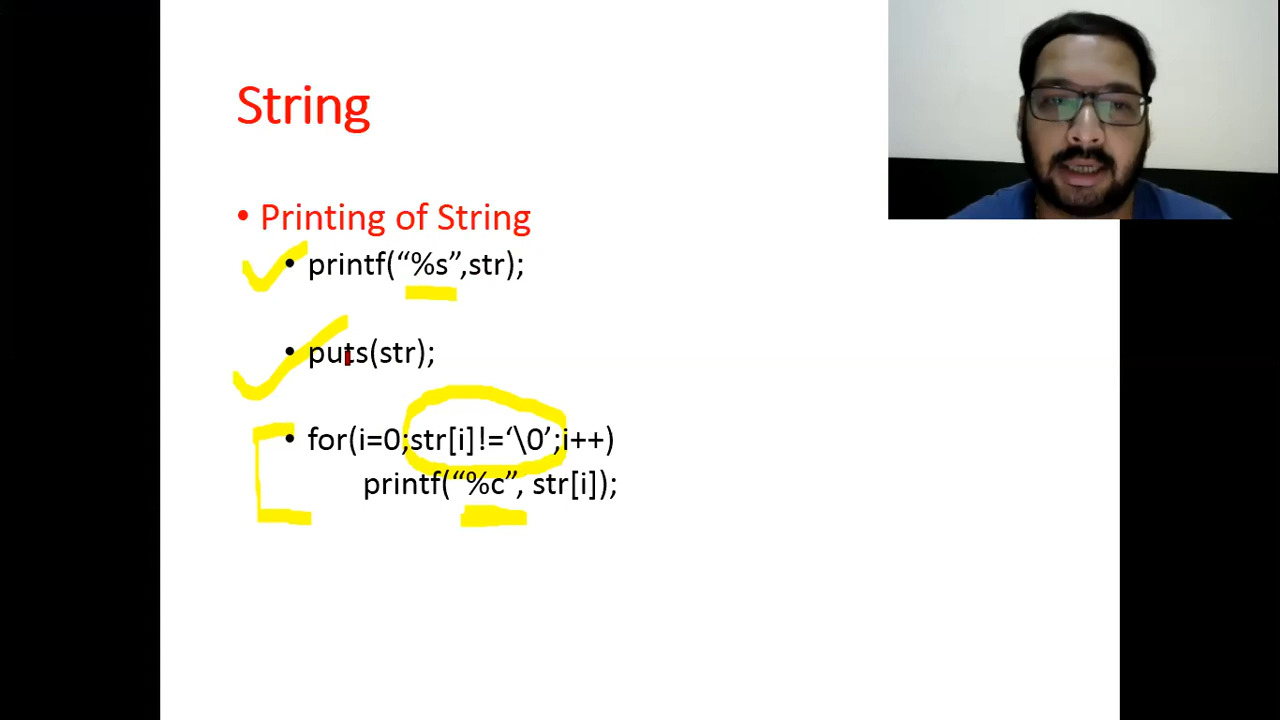 String
• Printing of String
• printf(“%s”,str);
• puts(str);
• for(i=0;str[i]!=‘\0’;i++)
printf(“%c”, str[i]);